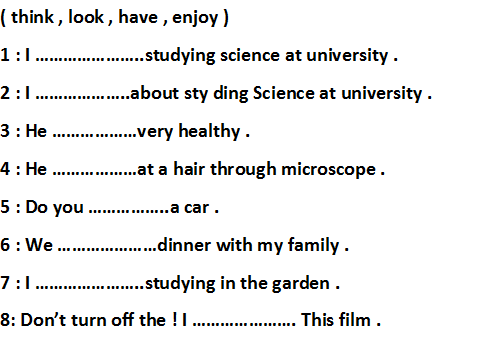 ( think , look , have , enjoy )
1 : I …………………..studying science at university .
2 : I ………………..about sty ding Science at university .
3 : He ………………very healthy .
4 : He ………………at a hair through microscope .
5 : Do you ……………..a car .
6 : We …………………dinner with my family .
7 : I …………………..studying in the garden .
8: Don’t turn off the ! I …………………. This film .